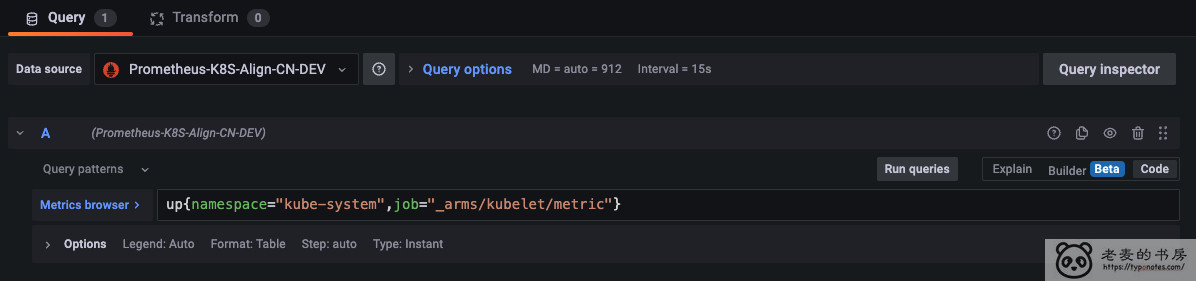 Query 1 Transform 0
Data source Prometheus-K8S-Align-CN-DEV Query options MD = auto = 912 Interval = 15s Query inspector
A (Prometheus-K8S-Align-CN-DEV)
Query patterns Run queries Explain Builder Beta Code
Metrics browser > up{namespace="kube-system",job="_arms/kubelet/metric"}
Options Legend: Auto Format: Table Step: auto Type: Instant
老麦的书房
https://typonotes.com/